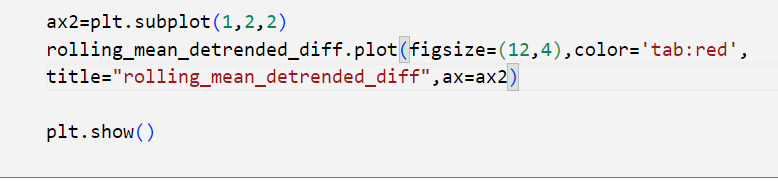 ax2=plt.subplot(1,2,2)
rolling_mean_detrended_diff.plot(figsize=(12,4),color='tab:red',
title="rolling_mean_detrended_diff",ax=ax2)
plt.show()